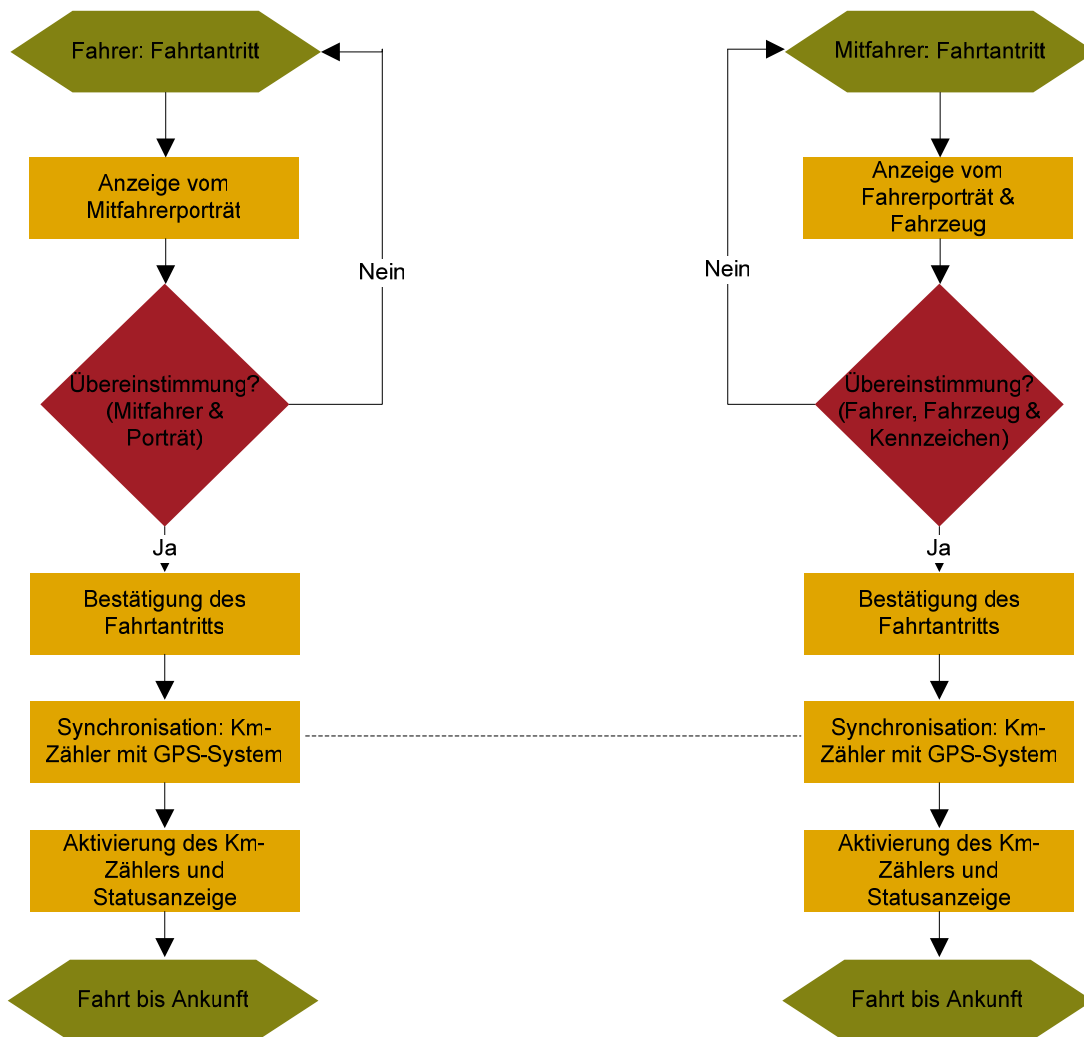 Fahrer: Fahrtantritt
Anzeige vom
Mitfahrerporträt
Nein
Übereinstimmung?
(Mitfahrer &
Porträt)
Ja
Bestätigung des
Fahrtantritts
Synchronisation: Km-
Zähler mit GPS-System
Aktivierung des Km-
Zählers und
Statusanzeige
Fahrt bis Ankunft
Mitfahrer: Fahrtantritt
Anzeige vom
Fahrerporträt &
Fahrzeug
Nein
Übereinstimmung?
(Fahrer, Fahrzeug &
Kennzeichen)
Ja
Bestätigung des
Fahrtantritts
Synchronisation: Km-
Zähler mit GPS-System
Aktivierung des Km-
Zählers und
Statusanzeige
Fahrt bis Ankunft